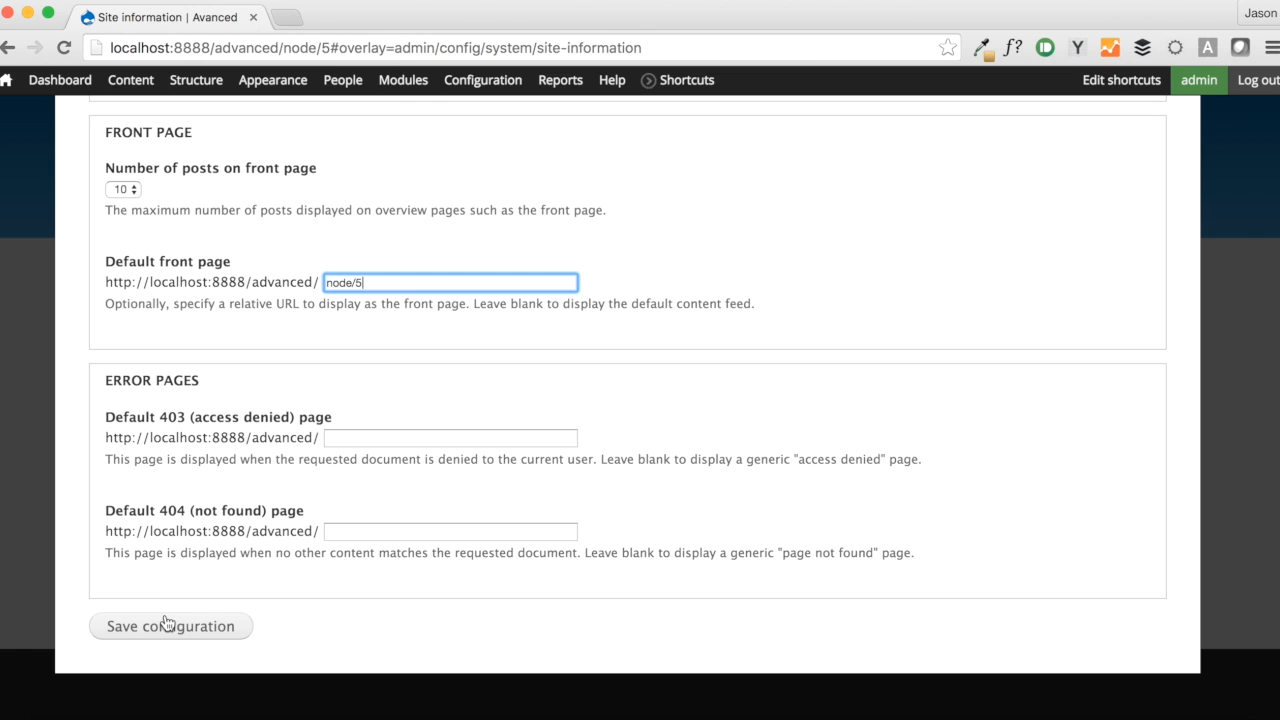 Site information | Avanced
Jason
localhost:8888/advanced/node/5#overlay=admin/config/system/site-information
f?
Y
A
Dashboard Content Structure Appearance People Modules Configuration Reports Help Shortcuts Edit shortcuts admin Log out
FRONT PAGE
Number of posts on front page
10
The maximum number of posts displayed on overview pages such as the front page.
Default front page
http://localhost:8888/advanced/ node/5
Optionally, specify a relative URL to display as the front page. Leave blank to display the default content feed.
ERROR PAGES
Default 403 (access denied) page
http://localhost:8888/advanced/
This page is displayed when the requested document is denied to the current user. Leave blank to display a generic "access denied" page.
Default 404 (not found) page
http://localhost:8888/advanced/
This page is displayed when no other content matches the requested document. Leave blank to display a generic "page not found" page.
Save configuration